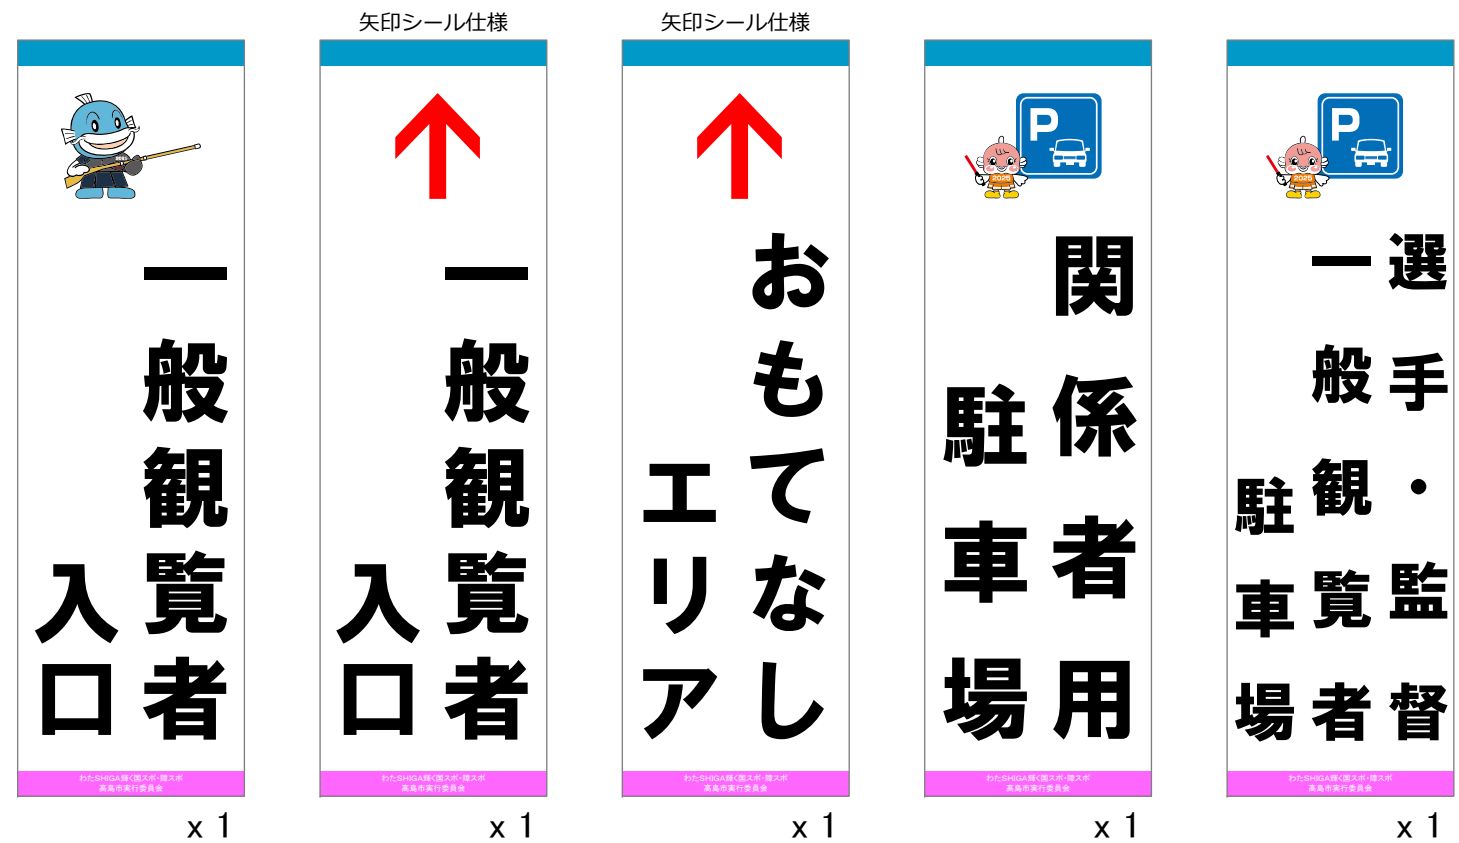 矢印シール仕様
矢印シール仕様
一般観覧者
入口
わたSHIGA輝く国スポ・障スポ
高島市実行委員会
x 1
一般観覧者
入口
わたSHIGA輝く国スポ・障スポ
高島市実行委員会
x 1
おもてなし
エリア
わたSHIGA輝く国スポ・障スポ
高島市実行委員会
x 1
P
2025
関係者用
駐車場
わたSHIGA輝く国スポ・障スポ
高島市実行委員会
x 1
P
2025
選手・監督
一般観覧者
駐車場
わたSHIGA輝く国スポ・障スポ
高島市実行委員会
x 1